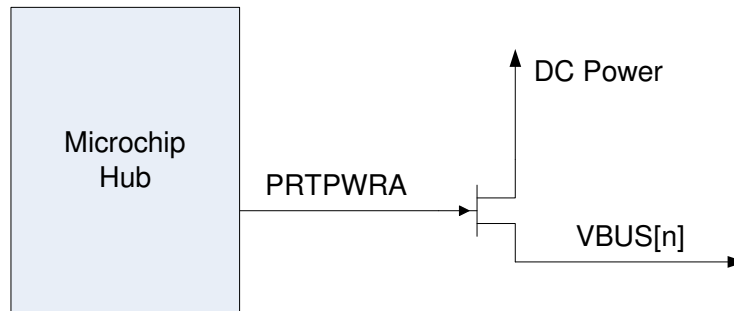 Microchip
Hub
PRTPWRA
DC Power
VBUS[n]